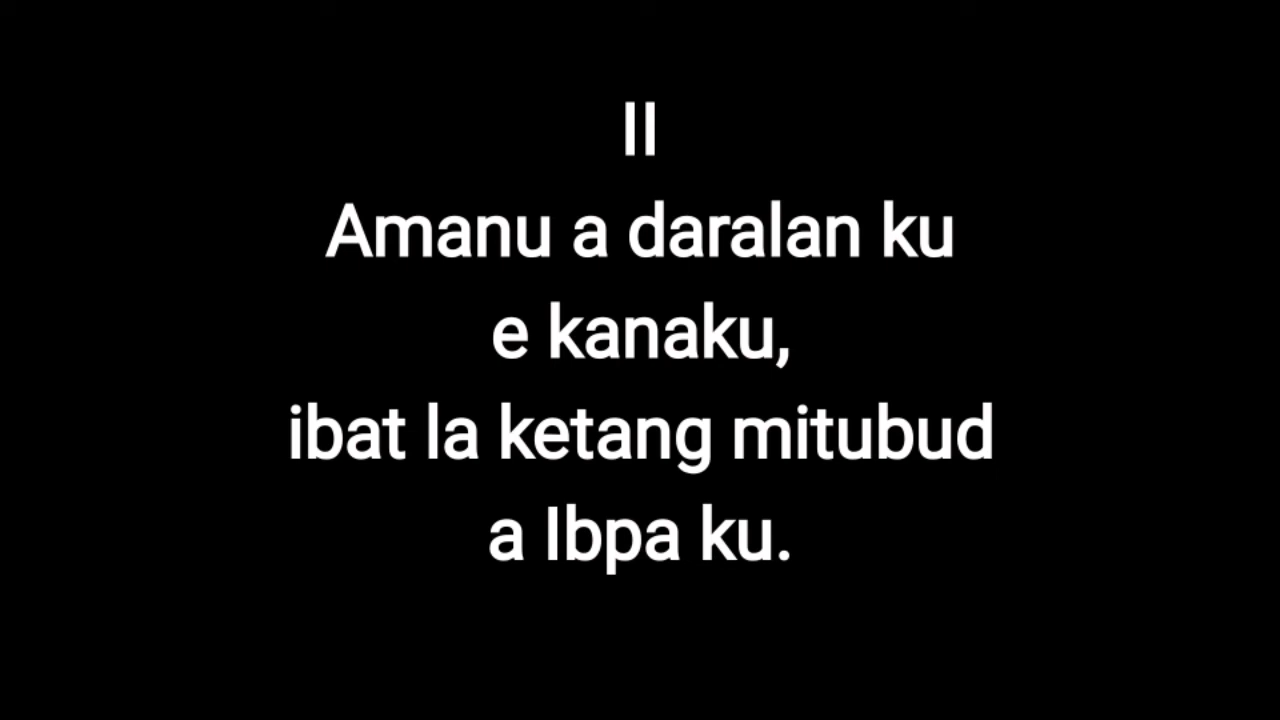 II
Amanu a daralan ku
e kanaku,
ibat la ketang mitubud
a Ibpa ku.